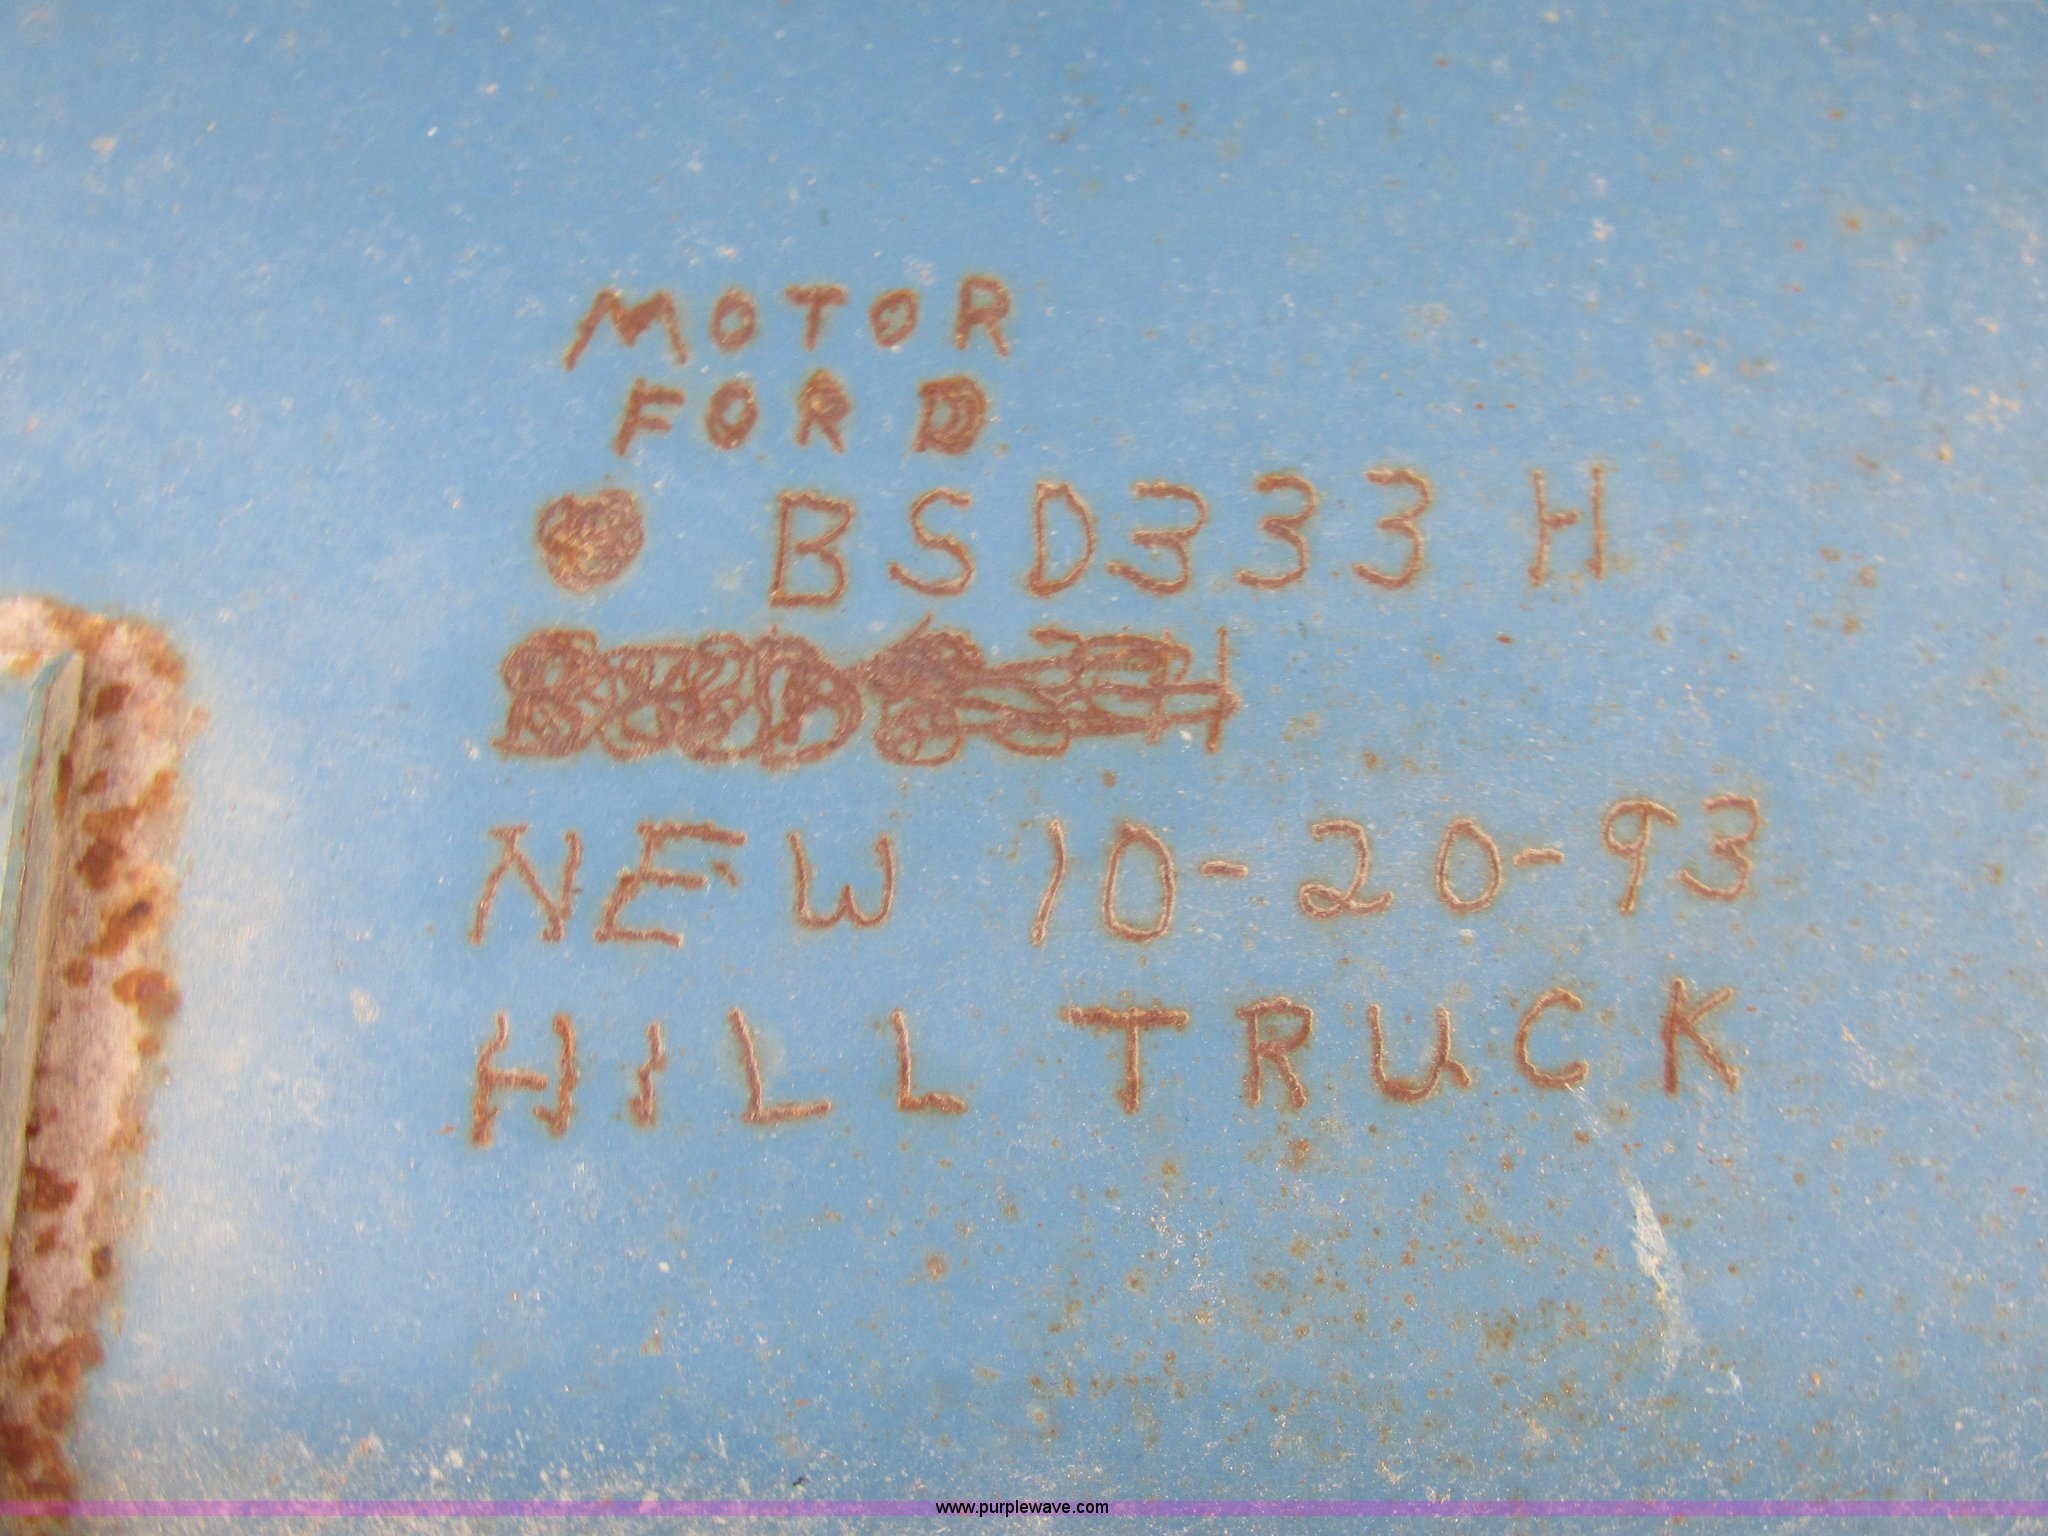 MOTOR
FORD
BSD333 H
NEW 10-20-93
HILL TRUCK
www.purplewave.com